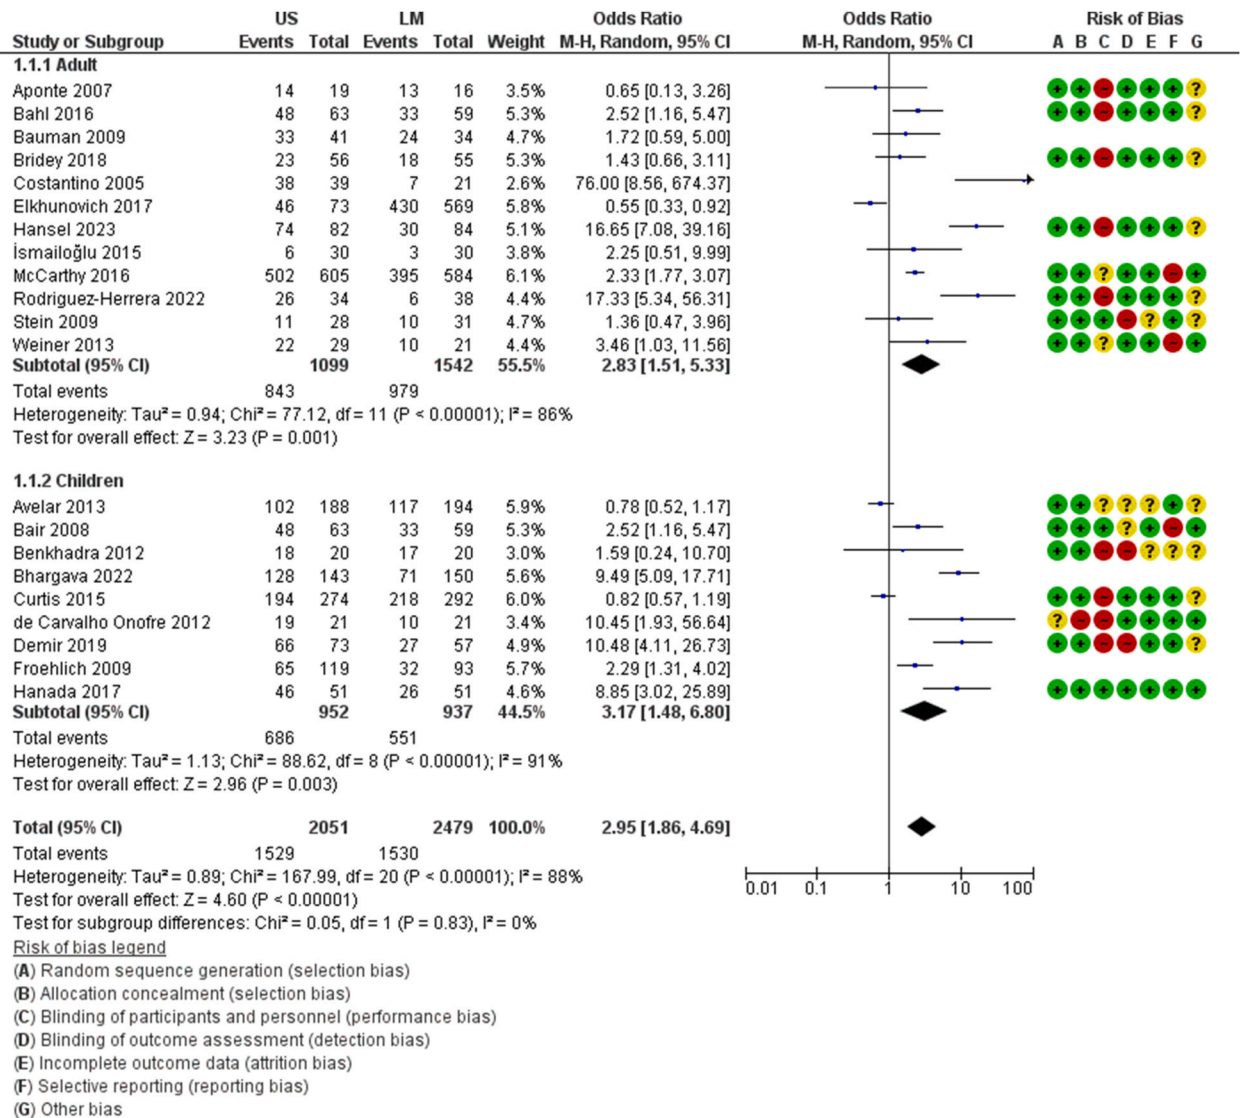 US LM Odds Ratio Odds Ratio Risk of Bias
Study or Subgroup Events Total Events Total Weight M-H, Random, 95% CI M-H, Random, 95% CI A B C D E F G
1.1.1 Adult
Aponte 2007 14 19 13 16 3.5% 0.65 [0.13, 3.26] + + - + + + ?
Bahl 2016 48 63 33 59 5.3% 2.52 [1.16, 5.47] + + - + + + ?
Bauman 2009 33 41 24 34 4.7% 1.72 [0.59, 5.00]
Bridey 2018 23 56 18 55 5.3% 1.43 [0.66, 3.11] + + - + + + ?
Costantino 2005 38 39 7 21 2.6% 76.00 [8.56, 674.37]
Elkhunovich 2017 46 73 430 569 5.8% 0.55 [0.33, 0.92]
Hansel 2023 74 82 30 84 5.1% 16.65 [7.08, 39.16] + + - + + + ?
İsmailoğlu 2015 6 30 3 30 3.8% 2.25 [0.51, 9.99]
McCarthy 2016 502 605 395 584 6.1% 2.33 [1.77, 3.07] + + ? + + - +
Rodriguez-Herrera 2022 26 34 6 38 4.4% 17.33 [5.34, 56.31] + + - + + + ?
Stein 2009 11 28 10 31 4.7% 1.36 [0.47, 3.96] + + + - ? + ?
Weiner 2013 22 29 10 21 4.4% 3.46 [1.03, 11.56] + + ? + + - +
Subtotal (95% CI) 1099 1542 55.5% 2.83 [1.51, 5.33]
Total events 843 979
Heterogeneity: Tau² = 0.94; Chi² = 77.12, df = 11 (P < 0.00001); I² = 86%
Test for overall effect: Z = 3.23 (P = 0.001)
1.1.2 Children
Avelar 2013 102 188 117 194 5.9% 0.78 [0.52, 1.17] + + ? ? ? + ?
Bair 2008 48 63 33 59 5.3% 2.52 [1.16, 5.47] + + + ? + - +
Benkhadra 2012 18 20 17 20 3.0% 1.59 [0.24, 10.70] + + - - ? ? ?
Bhargava 2022 128 143 71 150 5.6% 9.49 [5.09, 17.71]
Curtis 2015 194 274 218 292 6.0% 0.82 [0.57, 1.19] + + - + + + ?
de Carvalho Onofre 2012 19 21 10 21 3.4% 10.45 [1.93, 56.64] ? - - + + + +
Demir 2019 66 73 27 57 4.9% 10.48 [4.11, 26.73] + + - - + + ?
Froehlich 2009 65 119 32 93 5.7% 2.29 [1.31, 4.02]
Hanada 2017 46 51 26 51 4.6% 8.85 [3.02, 25.89] + + + + + + +
Subtotal (95% CI) 952 937 44.5% 3.17 [1.48, 6.80]
Total events 686 551
Heterogeneity: Tau² = 1.13; Chi² = 88.62, df = 8 (P < 0.00001); I² = 91%
Test for overall effect: Z = 2.96 (P = 0.003)
Total (95% CI) 2051 2479 100.0% 2.95 [1.86, 4.69]
Total events 1529 1530
Heterogeneity: Tau² = 0.89; Chi² = 167.99, df = 20 (P < 0.00001); I² = 88%
0.01 0.1 1 10 100
Test for overall effect: Z = 4.60 (P < 0.00001)
Test for subgroup differences: Chi² = 0.05, df = 1 (P = 0.83), I² = 0%
Risk of bias legend
(A) Random sequence generation (selection bias)
(B) Allocation concealment (selection bias)
(C) Blinding of participants and personnel (performance bias)
(D) Blinding of outcome assessment (detection bias)
(E) Incomplete outcome data (attrition bias)
(F) Selective reporting (reporting bias)
(G) Other bias